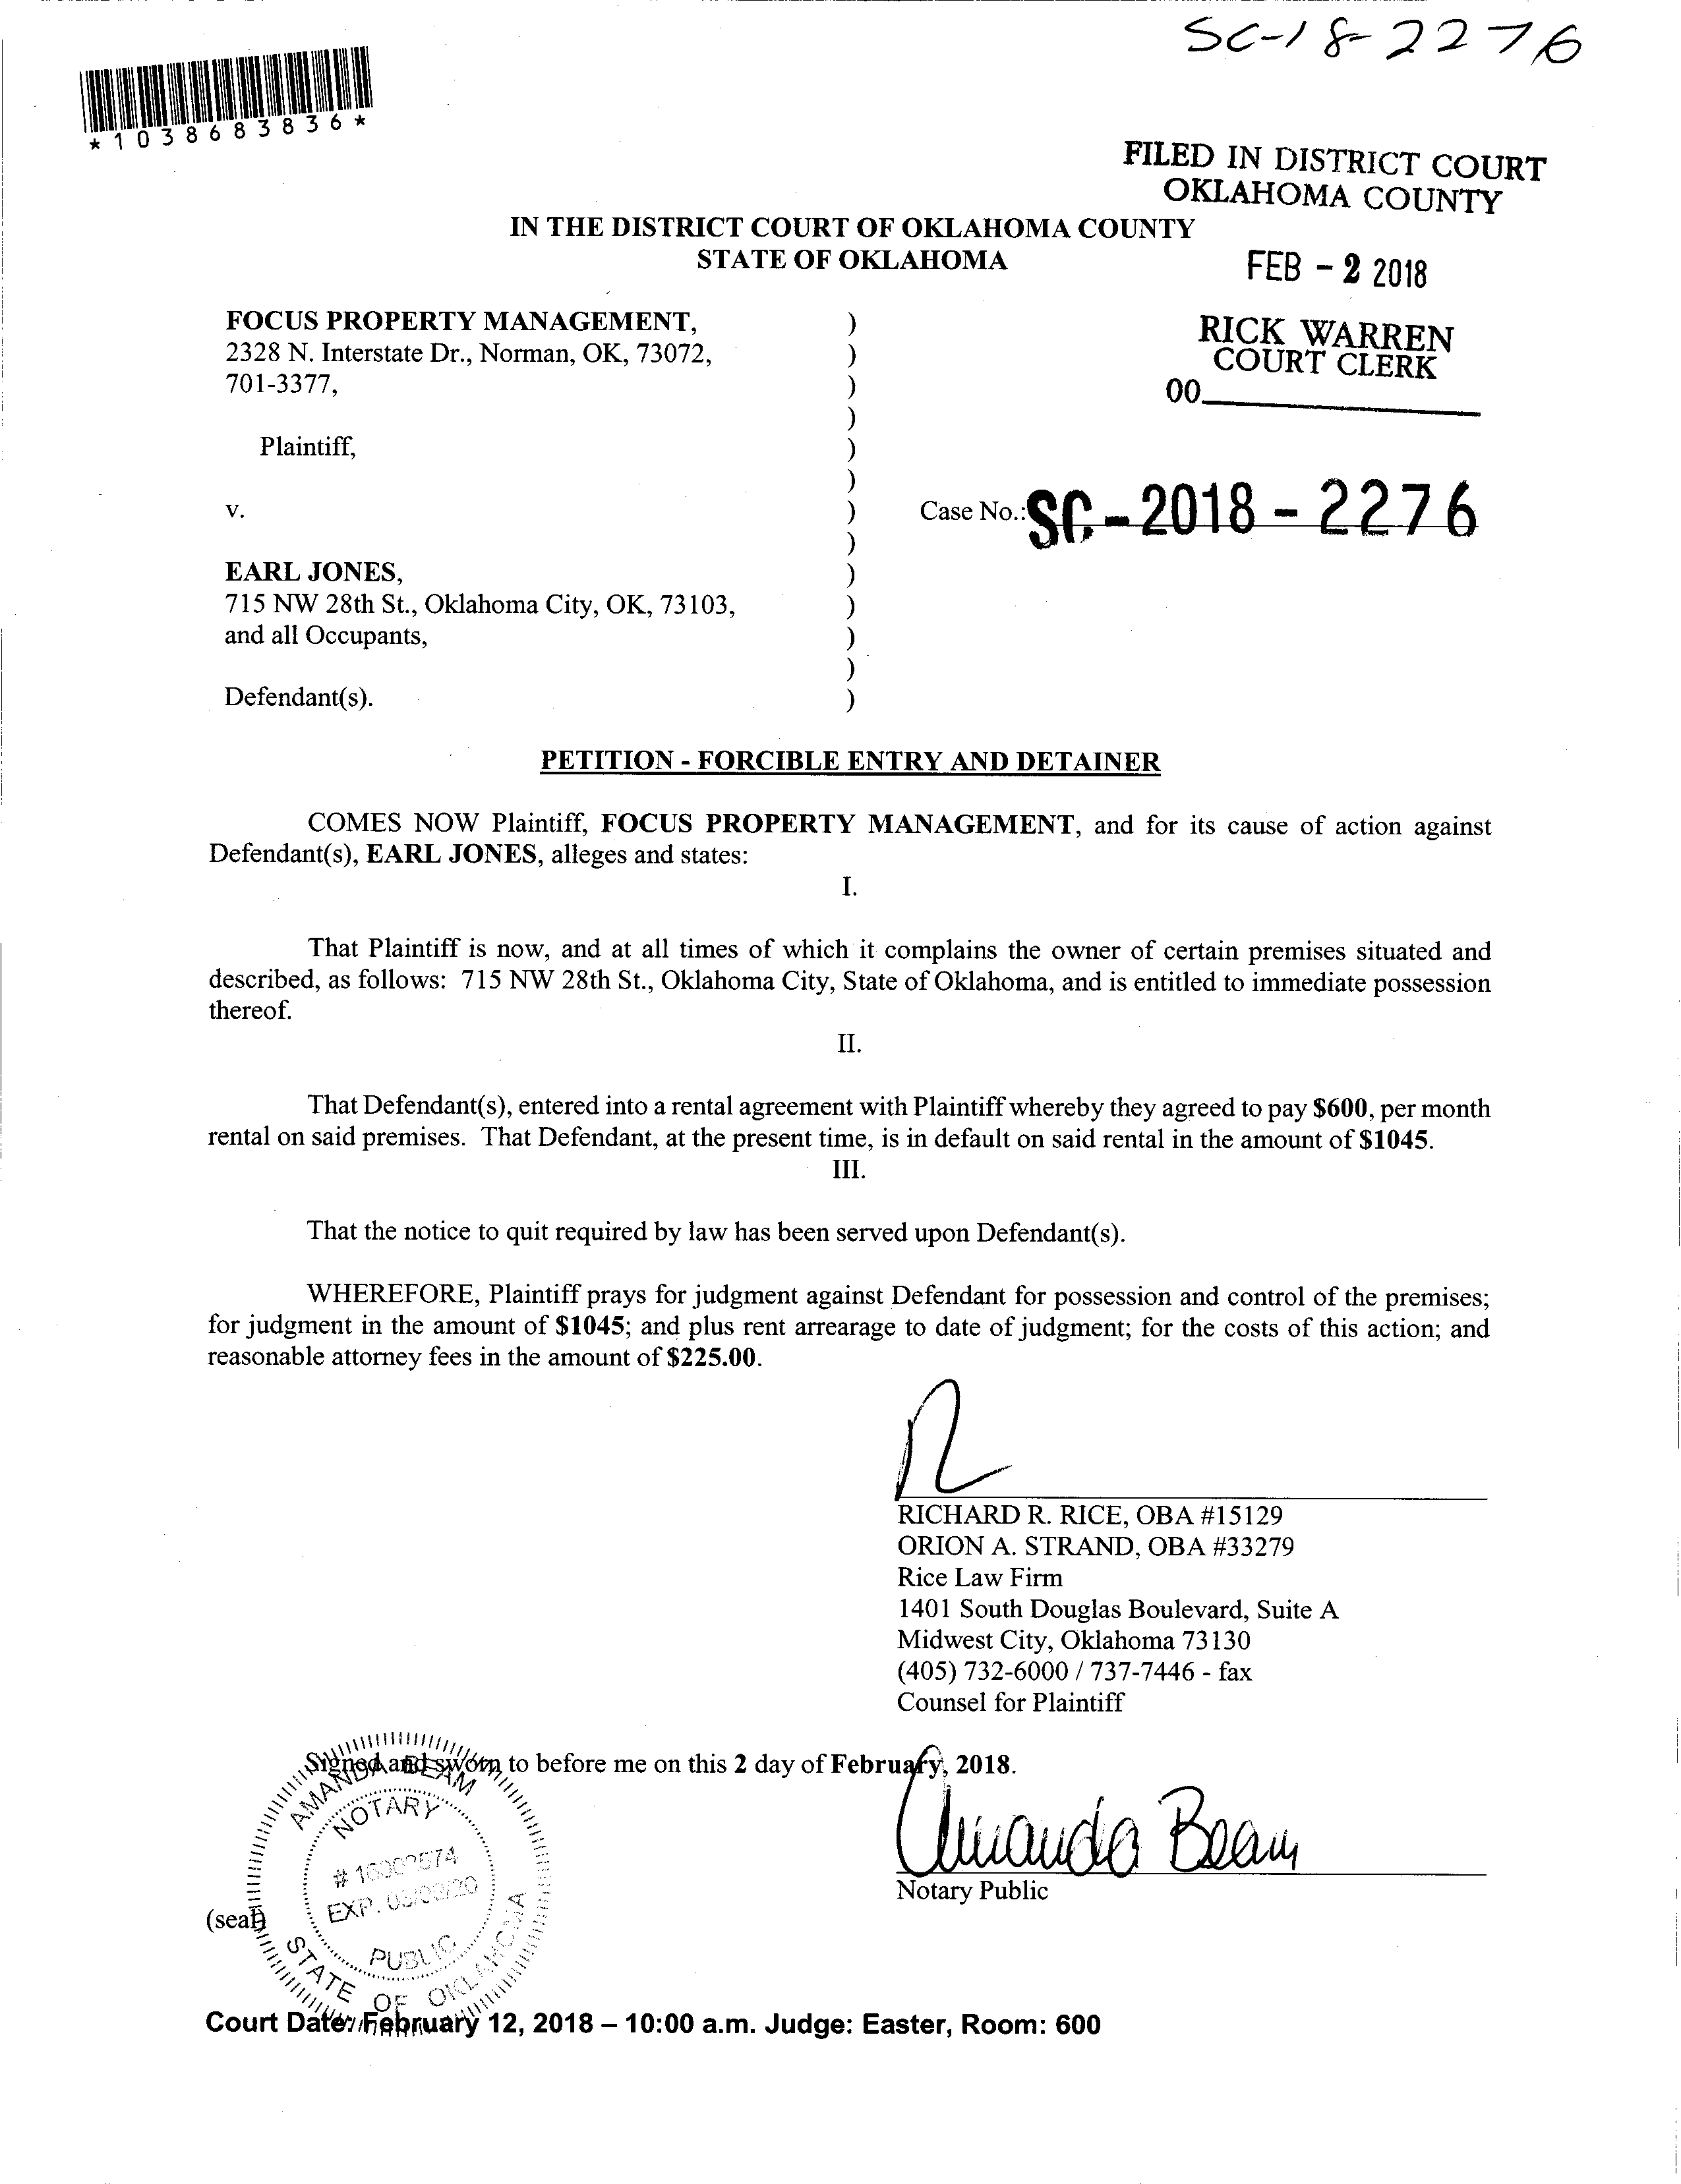 SC-18-2276
*1038683836*
FILED IN DISTRICT COURT
OKLAHOMA COUNTY
IN THE DISTRICT COURT OF OKLAHOMA COUNTY
STATE OF OKLAHOMA
FEB - 2 2018
FOCUS PROPERTY MANAGEMENT, )
2328 N. Interstate Dr., Norman, OK, 73072, )
701-3377, )
)
Plaintiff, )
)
v. )
)
EARL JONES, )
715 NW 28th St., Oklahoma City, OK, 73103, )
and all Occupants, )
)
Defendant(s). )
RICK WARREN
COURT CLERK
00
Case No.: SC - 2018 - 2276
PETITION - FORCIBLE ENTRY AND DETAINER
COMES NOW Plaintiff, FOCUS PROPERTY MANAGEMENT, and for its cause of action against
Defendant(s), EARL JONES, alleges and states:
I.
That Plaintiff is now, and at all times of which it complains the owner of certain premises situated and
described, as follows: 715 NW 28th St., Oklahoma City, State of Oklahoma, and is entitled to immediate possession
thereof.
II.
That Defendant(s), entered into a rental agreement with Plaintiff whereby they agreed to pay $600, per month
rental on said premises. That Defendant, at the present time, is in default on said rental in the amount of $1045.
III.
That the notice to quit required by law has been served upon Defendant(s).
WHEREFORE, Plaintiff prays for judgment against Defendant for possession and control of the premises;
for judgment in the amount of $1045; and plus rent arrearage to date of judgment; for the costs of this action; and
reasonable attorney fees in the amount of $225.00.
RICHARD R. RICE, OBA #15129
ORION A. STRAND, OBA #33279
Rice Law Firm
1401 South Douglas Boulevard, Suite A
Midwest City, Oklahoma 73130
(405) 732-6000 / 737-7446 - fax
Counsel for Plaintiff
Signed and sworn to before me on this 2 day of February, 2018.
Amanda Beam
Notary Public
(seal)
AMANDA BEAM
NOTARY
EXP.
PUBLIC
STATE OF OKLAHOMA
Court Date: February 12, 2018 – 10:00 a.m. Judge: Easter, Room: 600